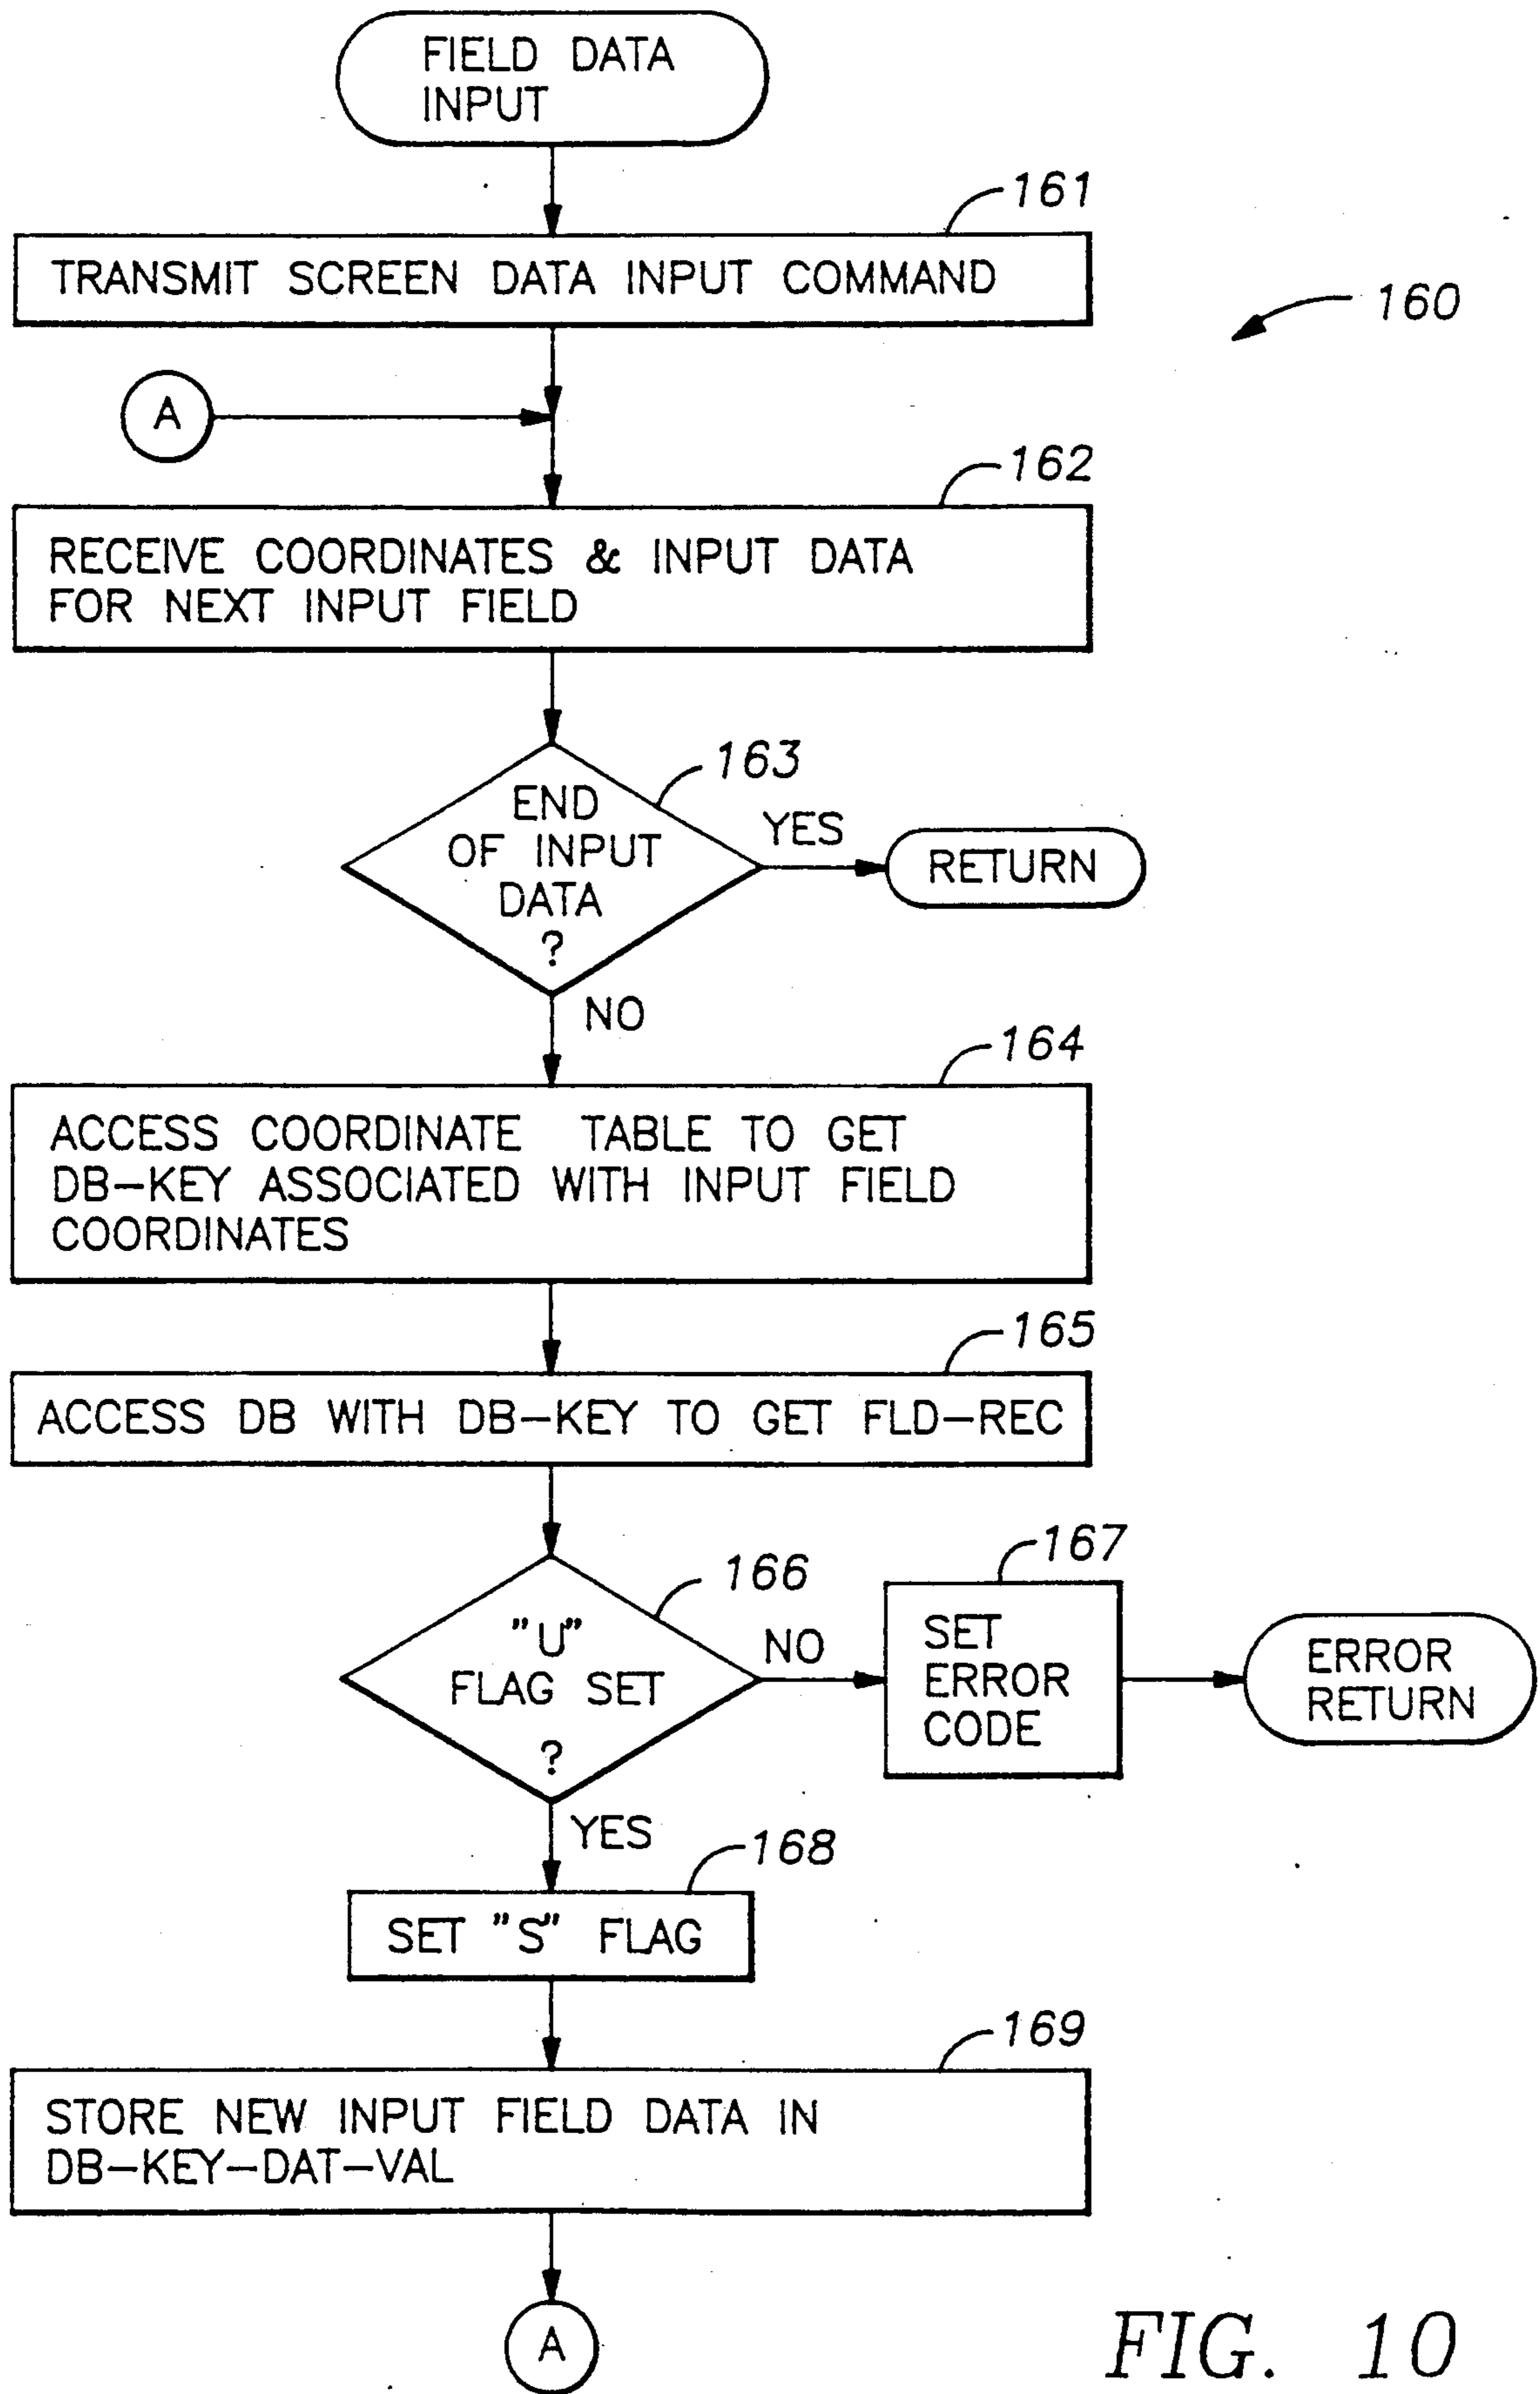 FIELD DATA
INPUT
161
TRANSMIT SCREEN DATA INPUT COMMAND
160
A
162
RECEIVE COORDINATES & INPUT DATA
FOR NEXT INPUT FIELD
163
END
OF INPUT
DATA
?
YES
RETURN
NO
164
ACCESS COORDINATE TABLE TO GET
DB-KEY ASSOCIATED WITH INPUT FIELD
COORDINATES
165
ACCESS DB WITH DB-KEY TO GET FLD-REC
166
"U"
FLAG SET
?
NO
167
SET
ERROR
CODE
ERROR
RETURN
YES
168
SET "S" FLAG
169
STORE NEW INPUT FIELD DATA IN
DB-KEY-DAT-VAL
A
FIG. 10